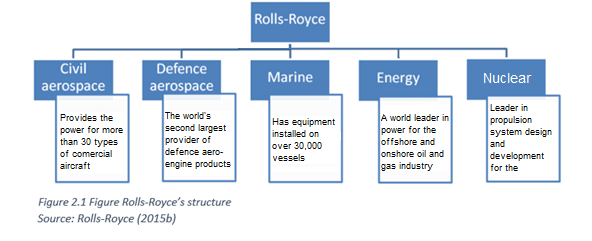 Rolls-Royce
Civil
aerospace
Provides the
power for more
than 30 types
of comercial
aircraft
Defence
aerospace
The world's
second largest
provider of
defence aero-
engine products
Marine
Has equipment
installed on
over 30,000
vessels
Energy
A world leader in
power for the
offshore and
onshore oil and
gas industry
Nuclear
Leader in
propulsion
system design
and
development
for the
Figure 2.1 Figure Rolls-Royce's structure
Source: Rolls-Royce (2015b)